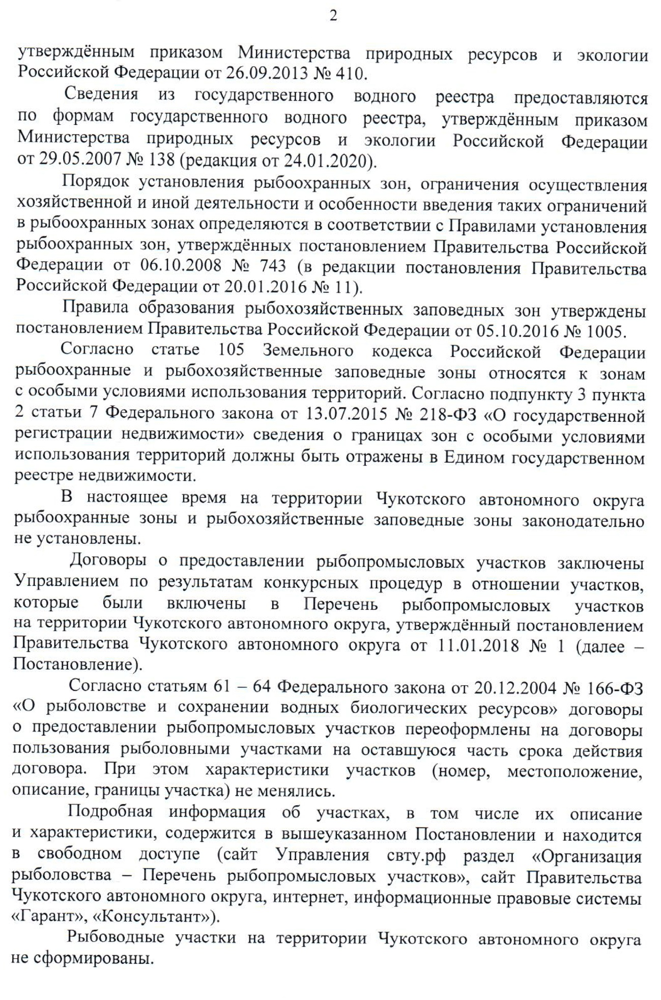 2
утверждённым приказом Министерства природных ресурсов и экологии
Российской Федерации от 26.09.2013 № 410.
Сведения из государственного водного реестра предоставляются
по формам государственного водного реестра, утверждённым приказом
Министерства природных ресурсов и экологии Российской Федерации
от 29.05.2007 № 138 (редакция от 24.01.2020).
Порядок установления рыбоохранных зон, ограничения осуществления
хозяйственной и иной деятельности и особенности введения таких ограничений
в рыбоохранных зонах определяются в соответствии с Правилами установления
рыбоохранных зон, утверждённых постановлением Правительства Российской
Федерации от 06.10.2008 № 743 (в редакции постановления Правительства
Российской Федерации от 20.01.2016 № 11).
Правила образования рыбохозяйственных заповедных зон утверждены
постановлением Правительства Российской Федерации от 05.10.2016 № 1005.
Согласно статье 105 Земельного кодекса Российской Федерации
рыбоохранные и рыбохозяйственные заповедные зоны относятся к зонам
с особыми условиями использования территорий. Согласно подпункту 3 пункта
2 статьи 7 Федерального закона от 13.07.2015 № 218-ФЗ «О государственной
регистрации недвижимости» сведения о границах зон с особыми условиями
использования территорий должны быть отражены в Едином государственном
реестре недвижимости.
В настоящее время на территории Чукотского автономного округа
рыбоохранные зоны и рыбохозяйственные заповедные зоны законодательно
не установлены.
Договоры о предоставлении рыбопромысловых участков заключены
Управлением по результатам конкурсных процедур в отношении участков,
которые были включены в Перечень рыбопромысловых участков
на территории Чукотского автономного округа, утверждённый постановлением
Правительства Чукотского автономного округа от 11.01.2018 № 1 (далее –
Постановление).
Согласно статьям 61 – 64 Федерального закона от 20.12.2004 № 166-ФЗ
«О рыболовстве и сохранении водных биологических ресурсов» договоры
о предоставлении рыбопромысловых участков переоформлены на договоры
пользования рыболовными участками на оставшуюся часть срока действия
договора. При этом характеристики участков (номер, местоположение,
описание, границы участка) не менялись.
Подробная информация об участках, в том числе их описание
и характеристики, содержится в вышеуказанном Постановлении и находится
в свободном доступе (сайт Управления свту.рф раздел «Организация
рыболовства – Перечень рыбопромысловых участков», сайт Правительства
Чукотского автономного округа, интернет, информационные правовые системы
«Гарант», «Консультант»).
Рыбоводные участки на территории Чукотского автономного округа
не сформированы.